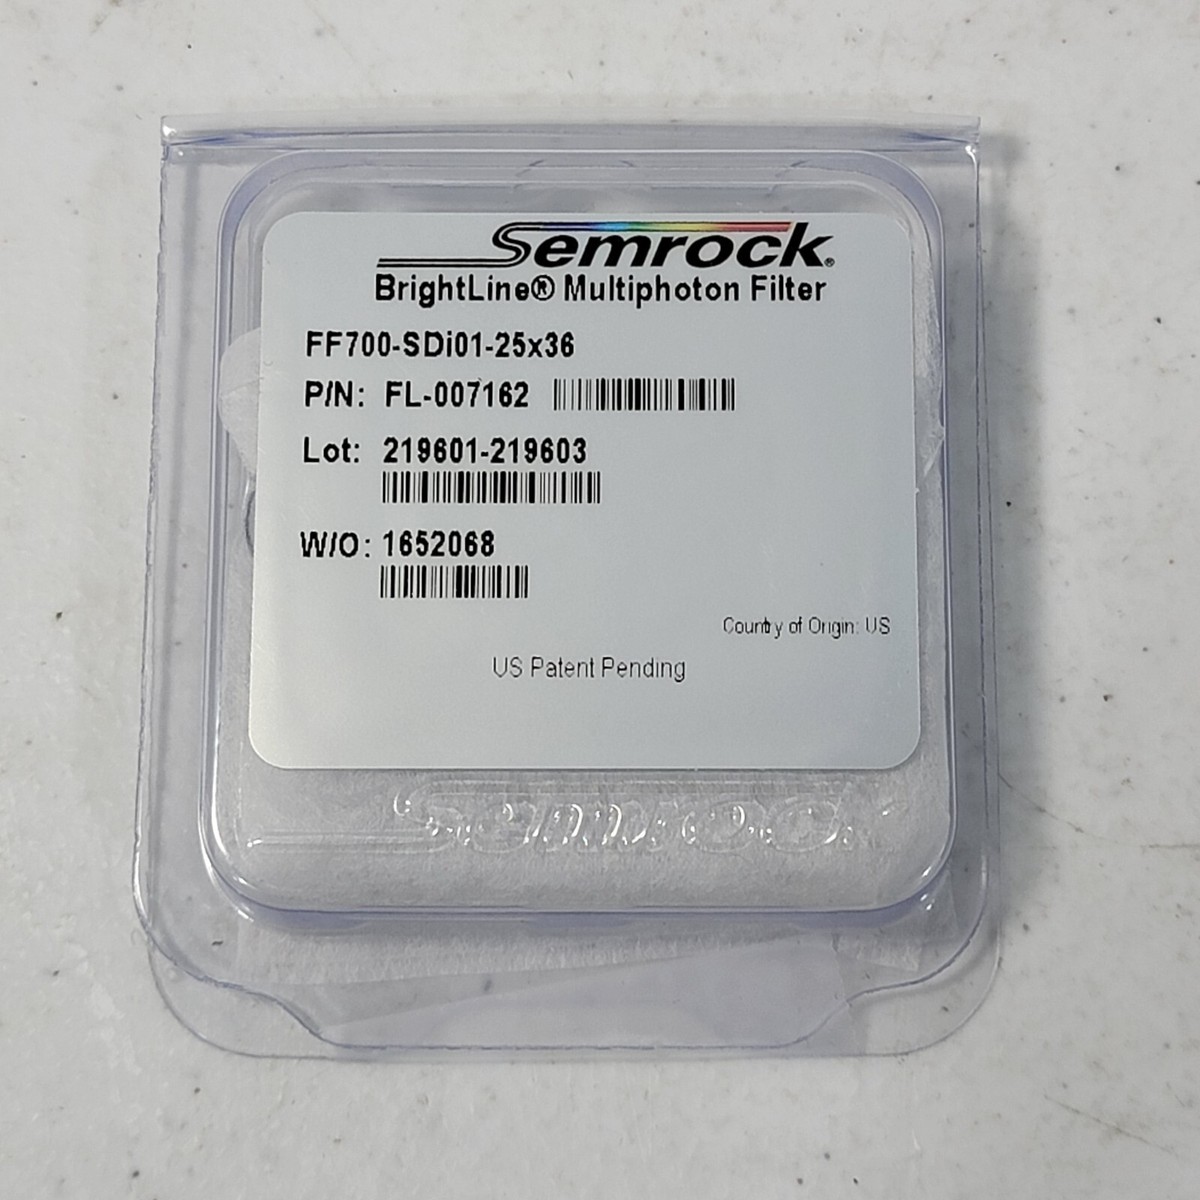 Semrock®
BrightLine® Multiphoton Filter
FF700-SDi01-25x36
P/N: FL-007162
Lot: 219601-219603
W/O: 1652068
Country of Origin: US
US Patent Pending
Semrock